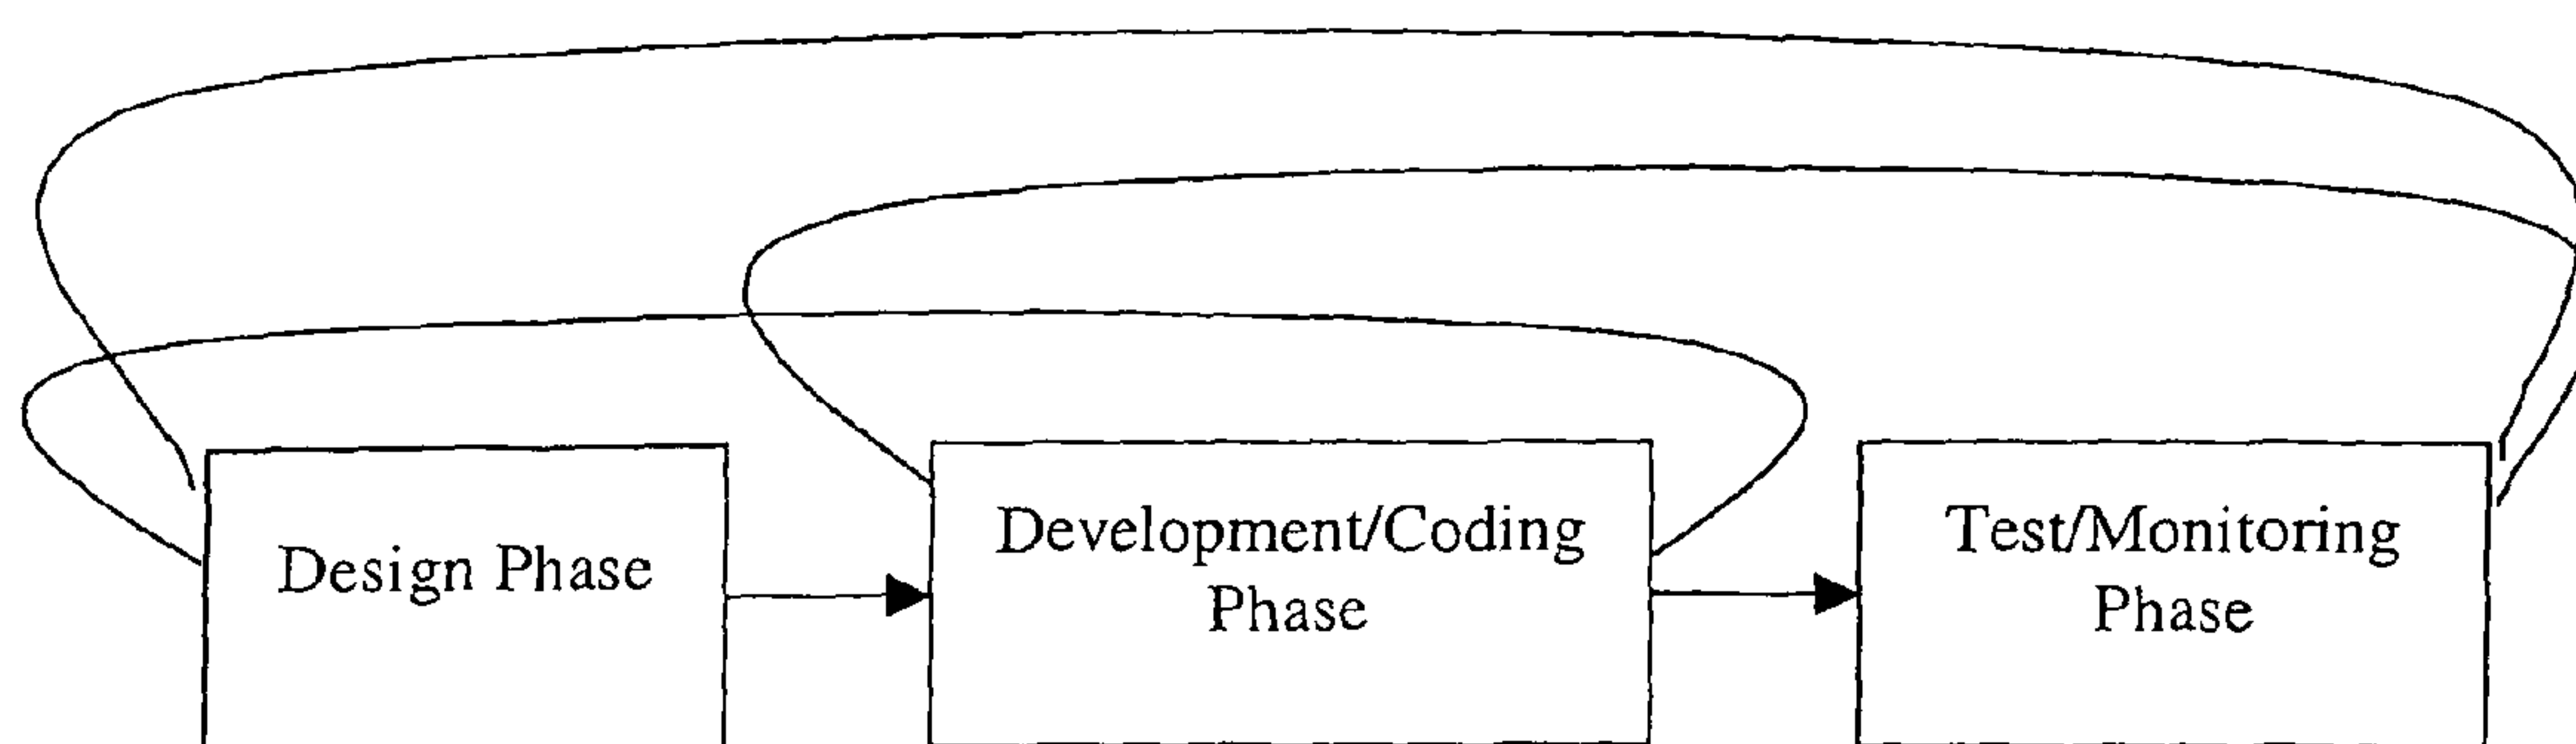 Design Phase
Development/Coding
Phase
Test/Monitoring
Phase